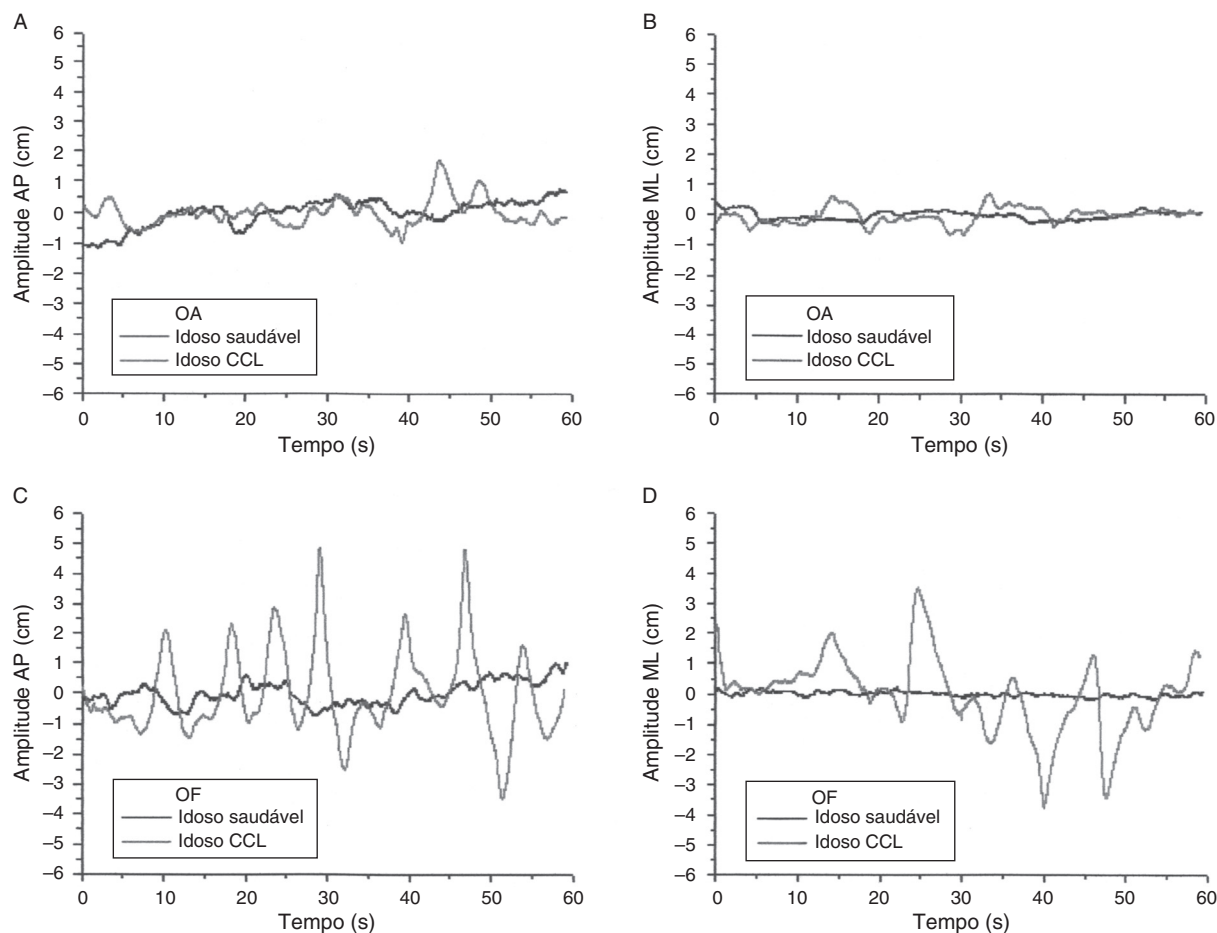 A
Amplitude AP (cm)
6
5
4
3
2
1
0
–1
–2
–3
–4
–5
–6
OA
Idoso saudável
Idoso CCL
0 10 20 30 40 50 60
Tempo (s)
B
Amplitude ML (cm)
6
5
4
3
2
1
0
–1
–2
–3
–4
–5
–6
OA
Idoso saudável
Idoso CCL
0 10 20 30 40 50 60
Tempo (s)
C
Amplitude AP (cm)
6
5
4
3
2
1
0
–1
–2
–3
–4
–5
–6
OF
Idoso saudável
Idoso CCL
0 10 20 30 40 50 60
Tempo (s)
D
Amplitude ML (cm)
6
5
4
3
2
1
0
–1
–2
–3
–4
–5
–6
OF
Idoso saudável
Idoso CCL
0 10 20 30 40 50 60
Tempo (s)